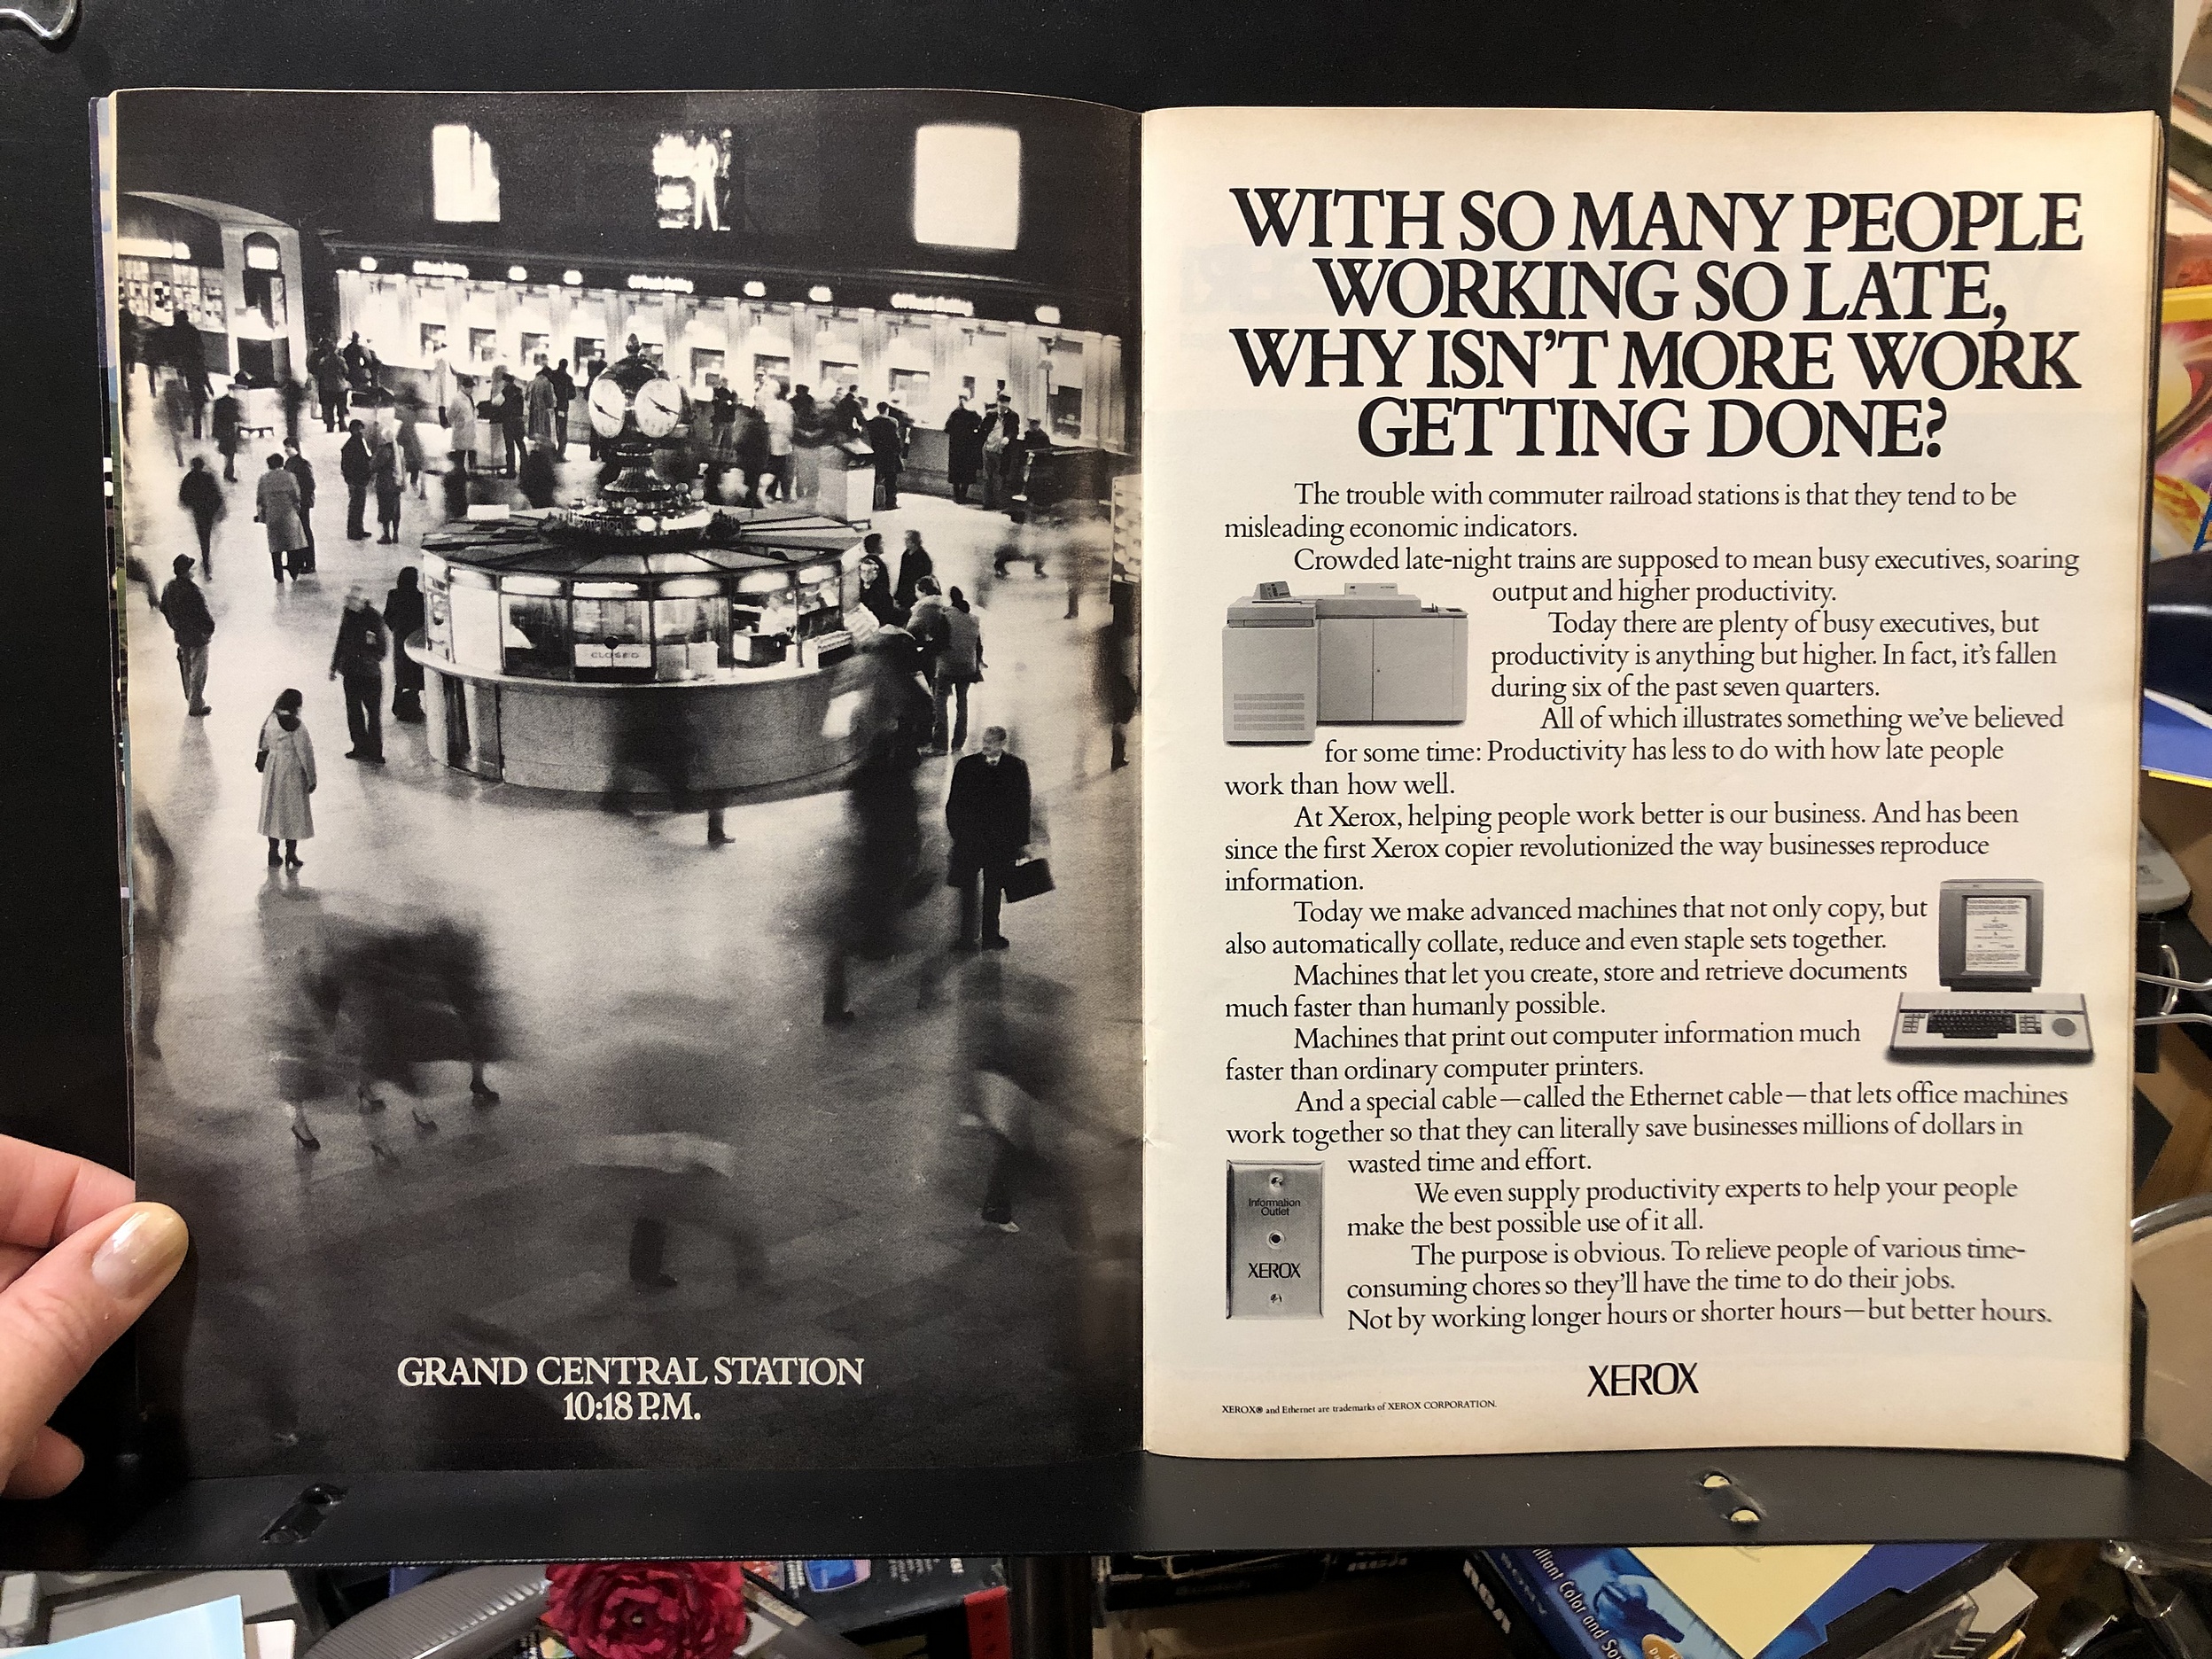 GRAND CENTRAL STATION
10:18 P.M.
CLOSED
WITH SO MANY PEOPLE
WORKING SO LATE,
WHY ISN'T MORE WORK
GETTING DONE?
The trouble with commuter railroad stations is that they tend to be
misleading economic indicators.
Crowded late-night trains are supposed to mean busy executives, soaring
output and higher productivity.
Today there are plenty of busy executives, but
productivity is anything but higher. In fact, it's fallen
during six of the past seven quarters.
All of which illustrates something we've believed
for some time: Productivity has less to do with how late people
work than how well.
At Xerox, helping people work better is our business. And has been
since the first Xerox copier revolutionized the way businesses reproduce
information.
Today we make advanced machines that not only copy, but
also automatically collate, reduce and even staple sets together.
Machines that let you create, store and retrieve documents
much faster than humanly possible.
Machines that print out computer information much
faster than ordinary computer printers.
And a special cable—called the Ethernet cable—that lets office machines
work together so that they can literally save businesses millions of dollars in
wasted time and effort.
We even supply productivity experts to help your people
make the best possible use of it all.
The purpose is obvious. To relieve people of various time-
consuming chores so they'll have the time to do their jobs.
Not by working longer hours or shorter hours—but better hours.
Information
Outlet
XEROX
XEROX
XEROX® and Ethernet are trademarks of XEROX CORPORATION.
SONY
RCA
Color and